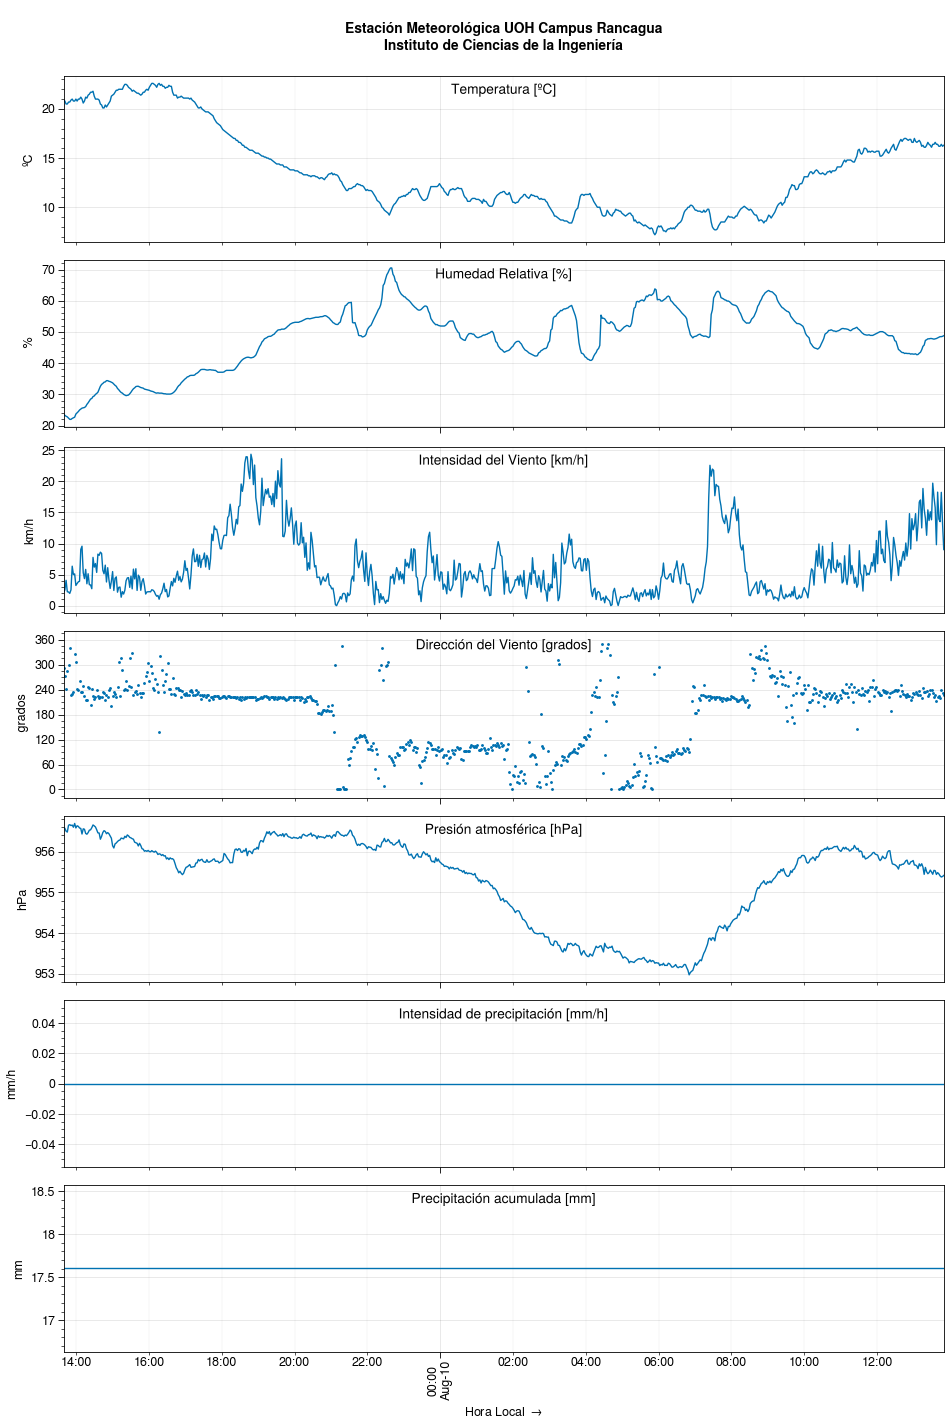 Estación Meteorológica UOH Campus Rancagua
Instituto de Ciencias de la Ingeniería
Temperatura [ºC]
20
15
10
ºC
Humedad Relativa [%]
70
60
50
40
30
20
%
Intensidad del Viento [km/h]
25
20
15
10
5
0
km/h
Dirección del Viento [grados]
360
300
240
180
120
60
0
grados
Presión atmosférica [hPa]
956
955
954
953
hPa
Intensidad de precipitación [mm/h]
0.04
0.02
0
−0.02
−0.04
mm/h
Precipitación acumulada [mm]
18.5
18
17.5
17
mm
14:00 16:00 18:00 20:00 22:00 00:00 02:00 04:00 06:00 08:00 10:00 12:00
Aug-10
Hora Local →